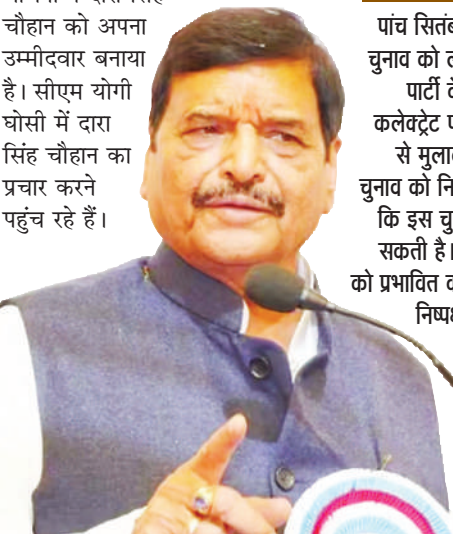 चौहान को अपना
उम्मीदवार बनाया
है। सीएम योगी
घोसी में दारा
सिंह चौहान का
प्रचार करने
पहुंच रहे हैं।
पांच
चुनाव को
पार्टी
कलेक्ट्रेट
से
चुनाव को
कि इस
सकती है।
को प्रभावित